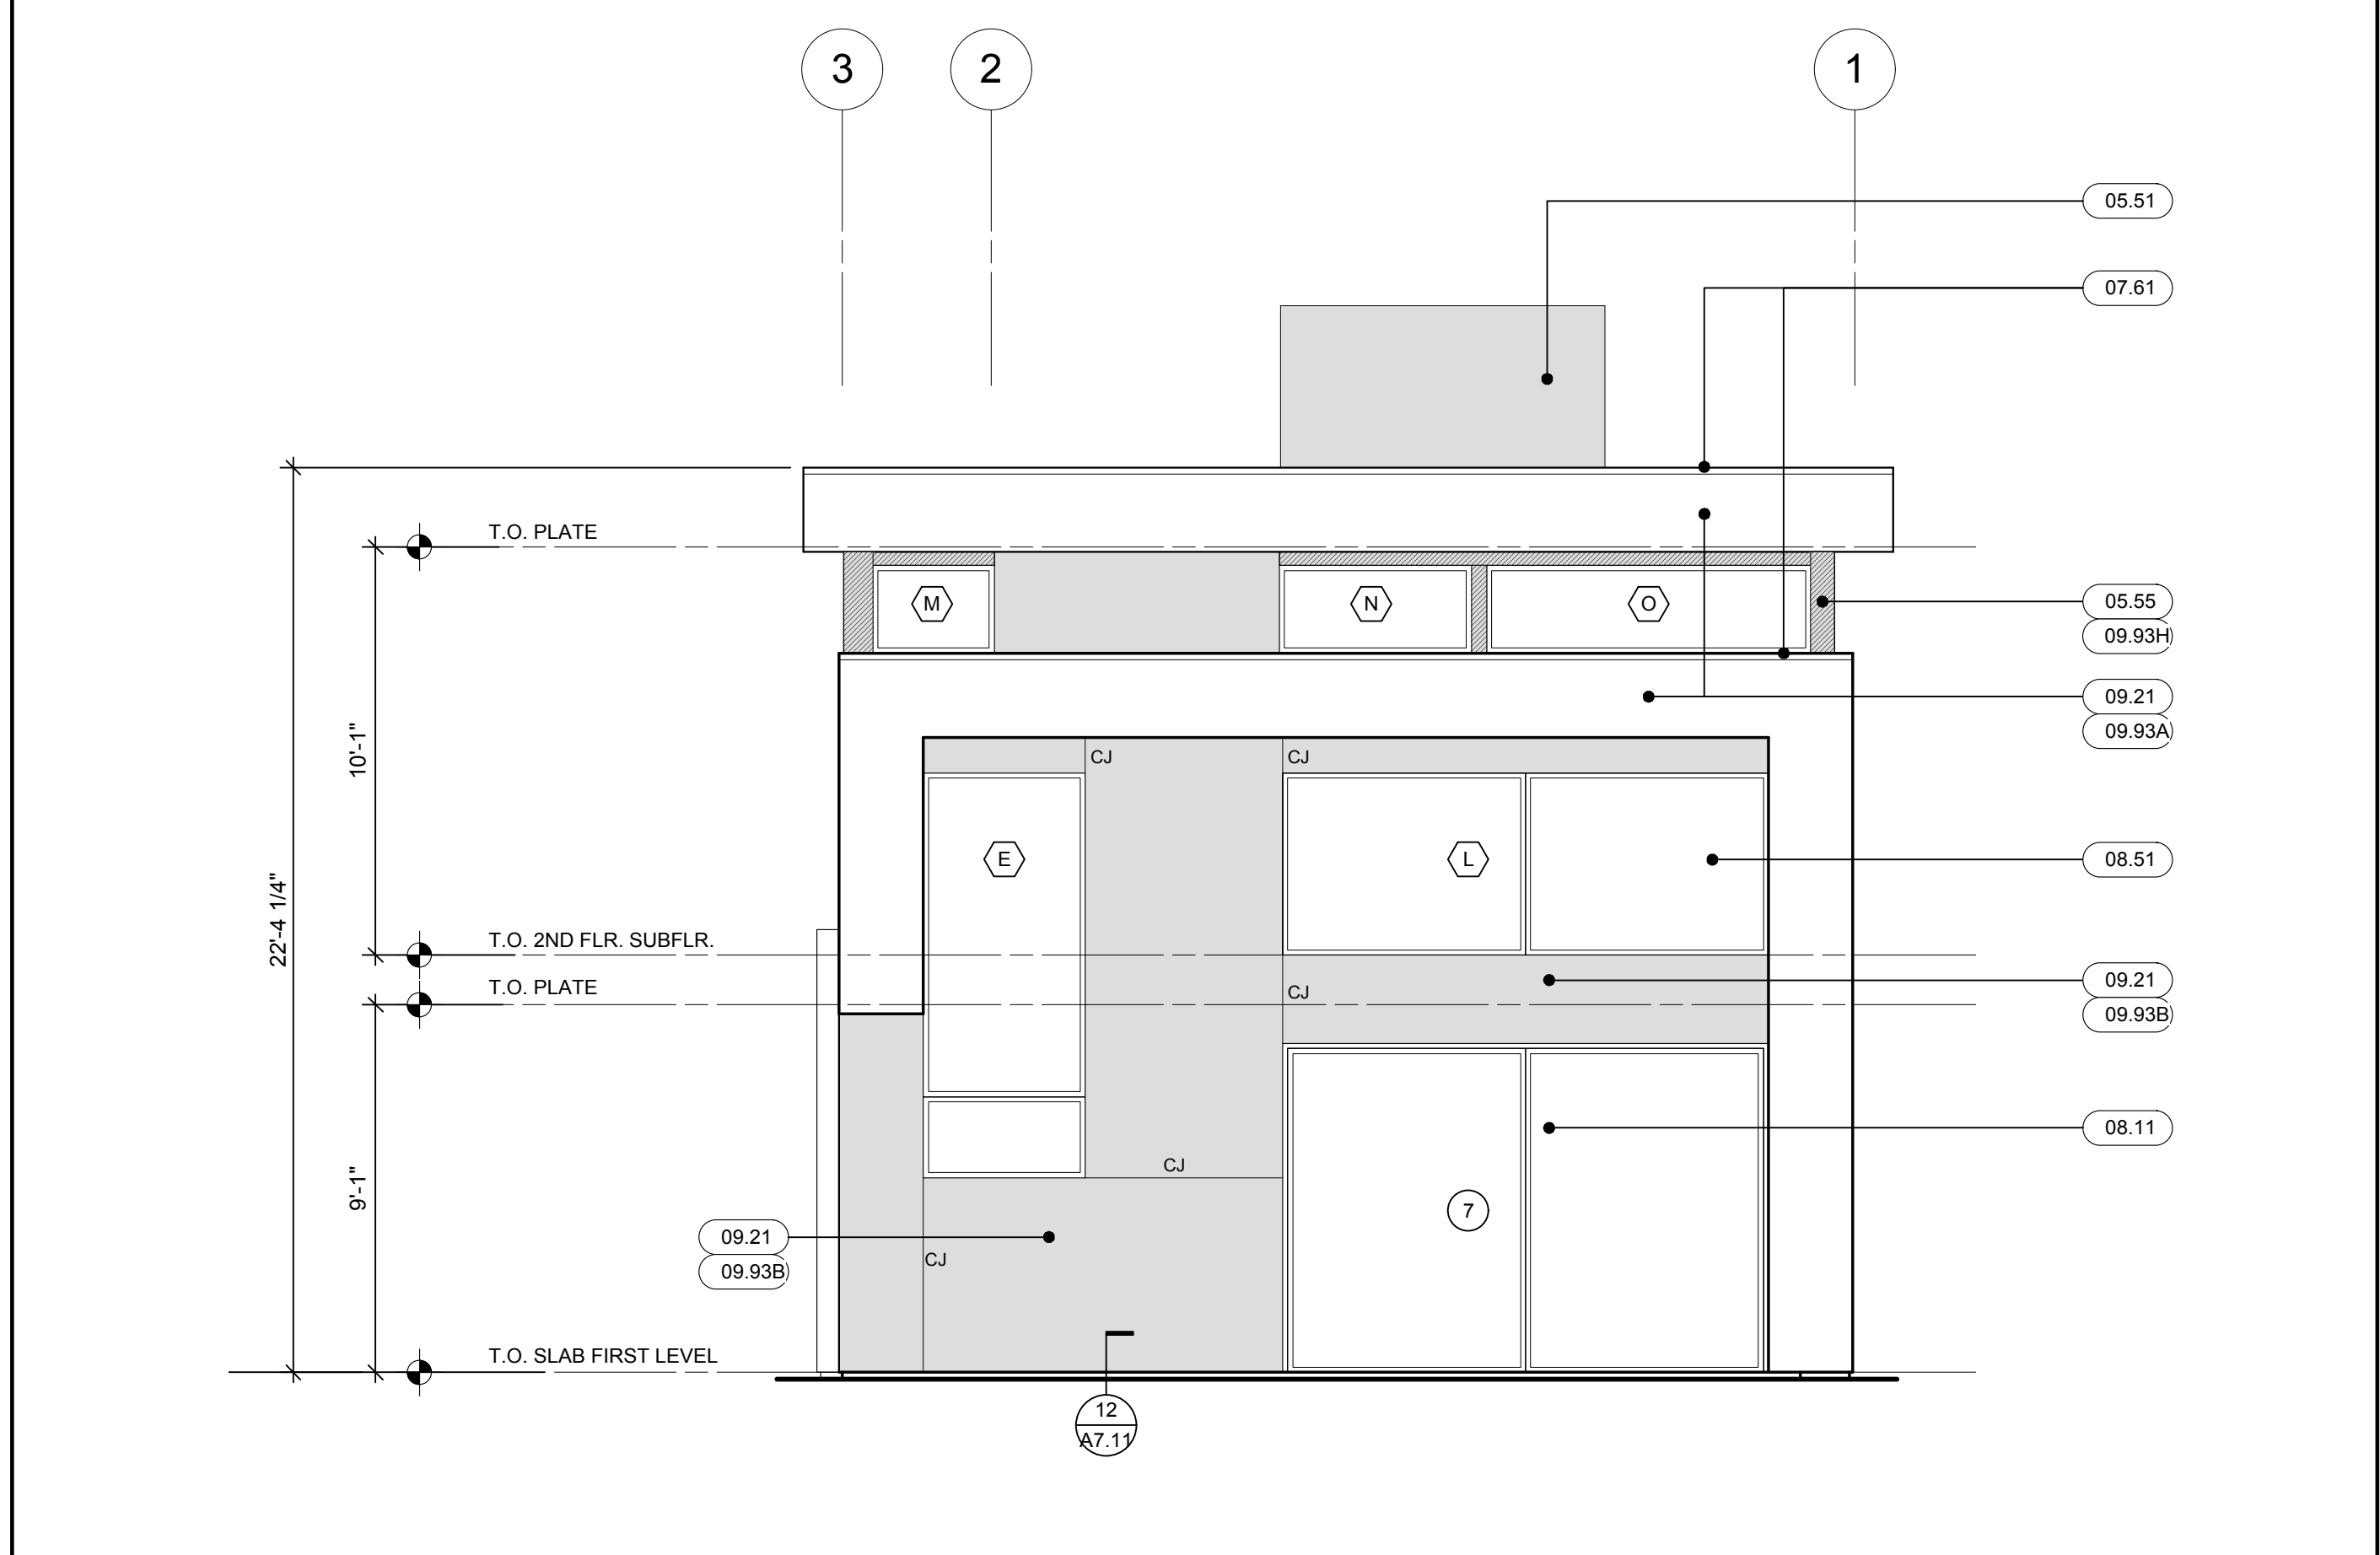 3
2
1
05.51
07.61
T.O. PLATE
M
N
O
05.55
09.93H
09.21
09.93A
10'-1"
CJ
CJ
E
L
08.51
22'-4 1/4"
T.O. 2ND FLR. SUBFLR.
T.O. PLATE
CJ
09.21
09.93B
08.11
9'-1"
CJ
7
09.21
09.93B
CJ
T.O. SLAB FIRST LEVEL
12
A7.11